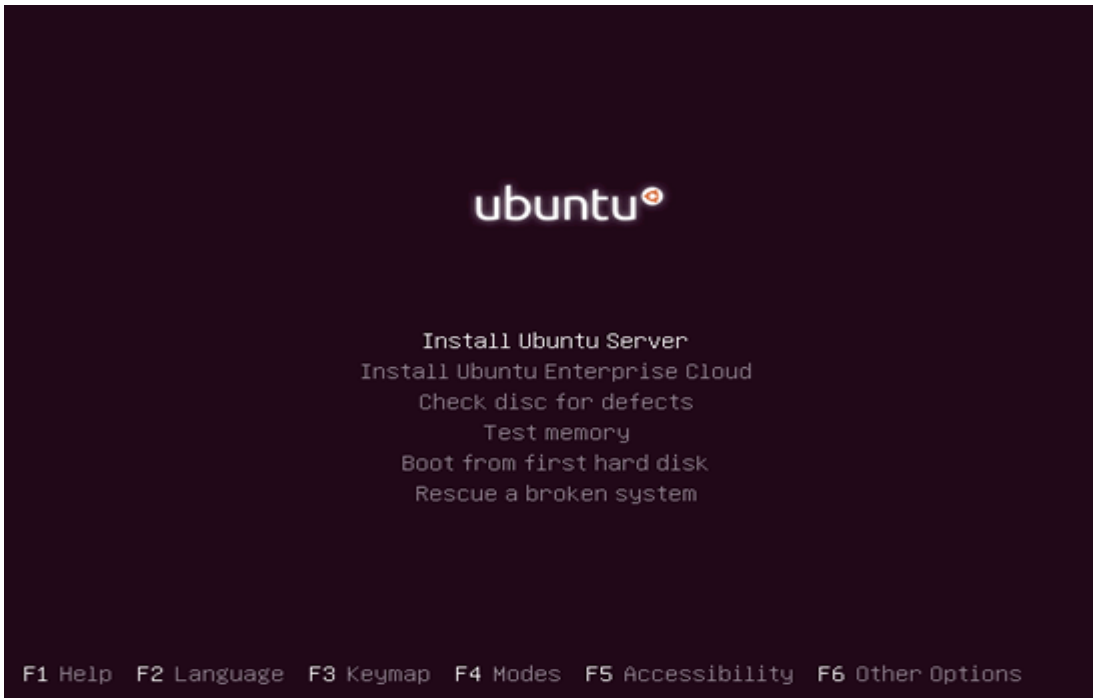 ubuntu
Install Ubuntu Server
Install Ubuntu Enterprise Cloud
Check disc for defects
Test memory
Boot from first hard disk
Rescue a broken system
F1 Help F2 Language F3 Keymap F4 Modes F5 Accessibility F6 Other Options